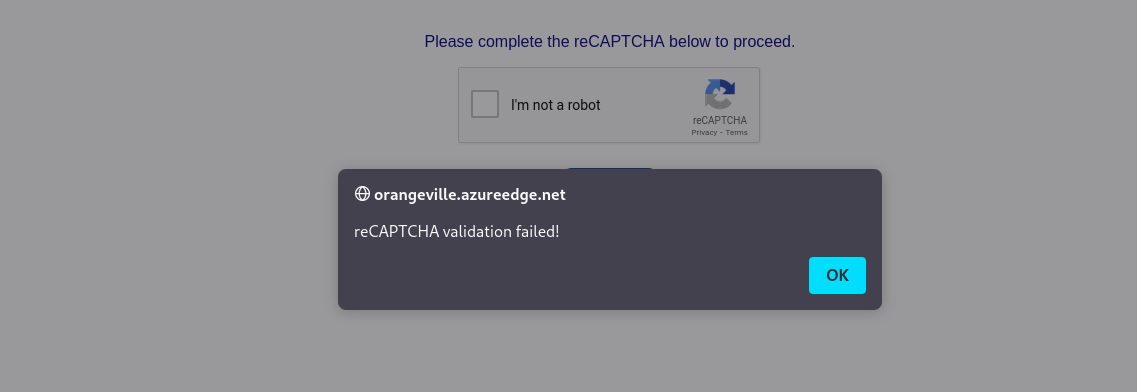 Please complete the reCAPTCHA below to proceed.
I'm not a robot
reCAPTCHA
Privacy - Terms
orangeville.azureedge.net
reCAPTCHA validation failed!
OK